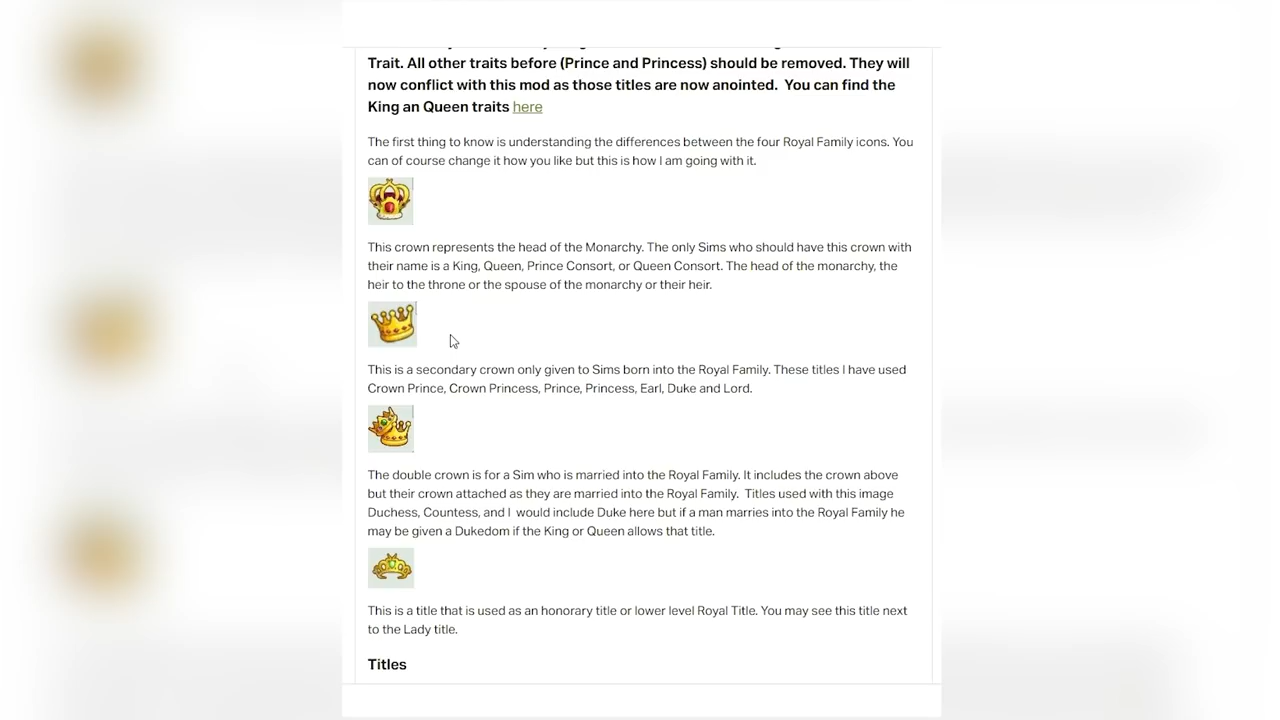 Trait. All other traits before (Prince and Princess) should be removed. They will
now conflict with this mod as those titles are now anointed.  You can find the
King an Queen traits here
The first thing to know is understanding the differences between the four Royal Family icons. You
can of course change it how you like but this is how I am going with it.
This crown represents the head of the Monarchy. The only Sims who should have this crown with
their name is a King, Queen, Prince Consort, or Queen Consort. The head of the monarchy, the
heir to the throne or the spouse of the monarchy or their heir.
This is a secondary crown only given to Sims born into the Royal Family. These titles I have used
Crown Prince, Crown Princess, Prince, Princess, Earl, Duke and Lord.
The double crown is for a Sim who is married into the Royal Family. It includes the crown above
but their crown attached as they are married into the Royal Family.  Titles used with this image
Duchess, Countess, and I  would include Duke here but if a man marries into the Royal Family he
may be given a Dukedom if the King or Queen allows that title.
This is a title that is used as an honorary title or lower level Royal Title. You may see this title next
to the Lady title.
Titles